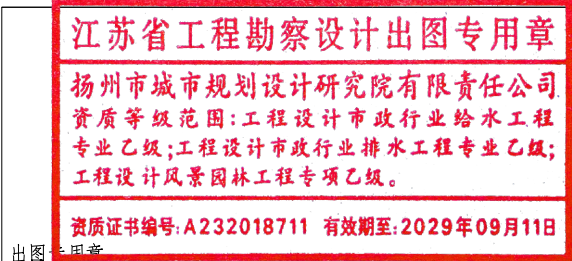 江苏省工程勘察设计出图专用章
扬州市城市规划设计研究院有限责任公司
资质等级范围:工程设计市政行业给水工程
专业乙级;工程设计市政行业排水工程专业乙级;
工程设计风景园林工程专项乙级。
资质证书编号:A232018711 有效期至:2029年09月11日
出图专用章